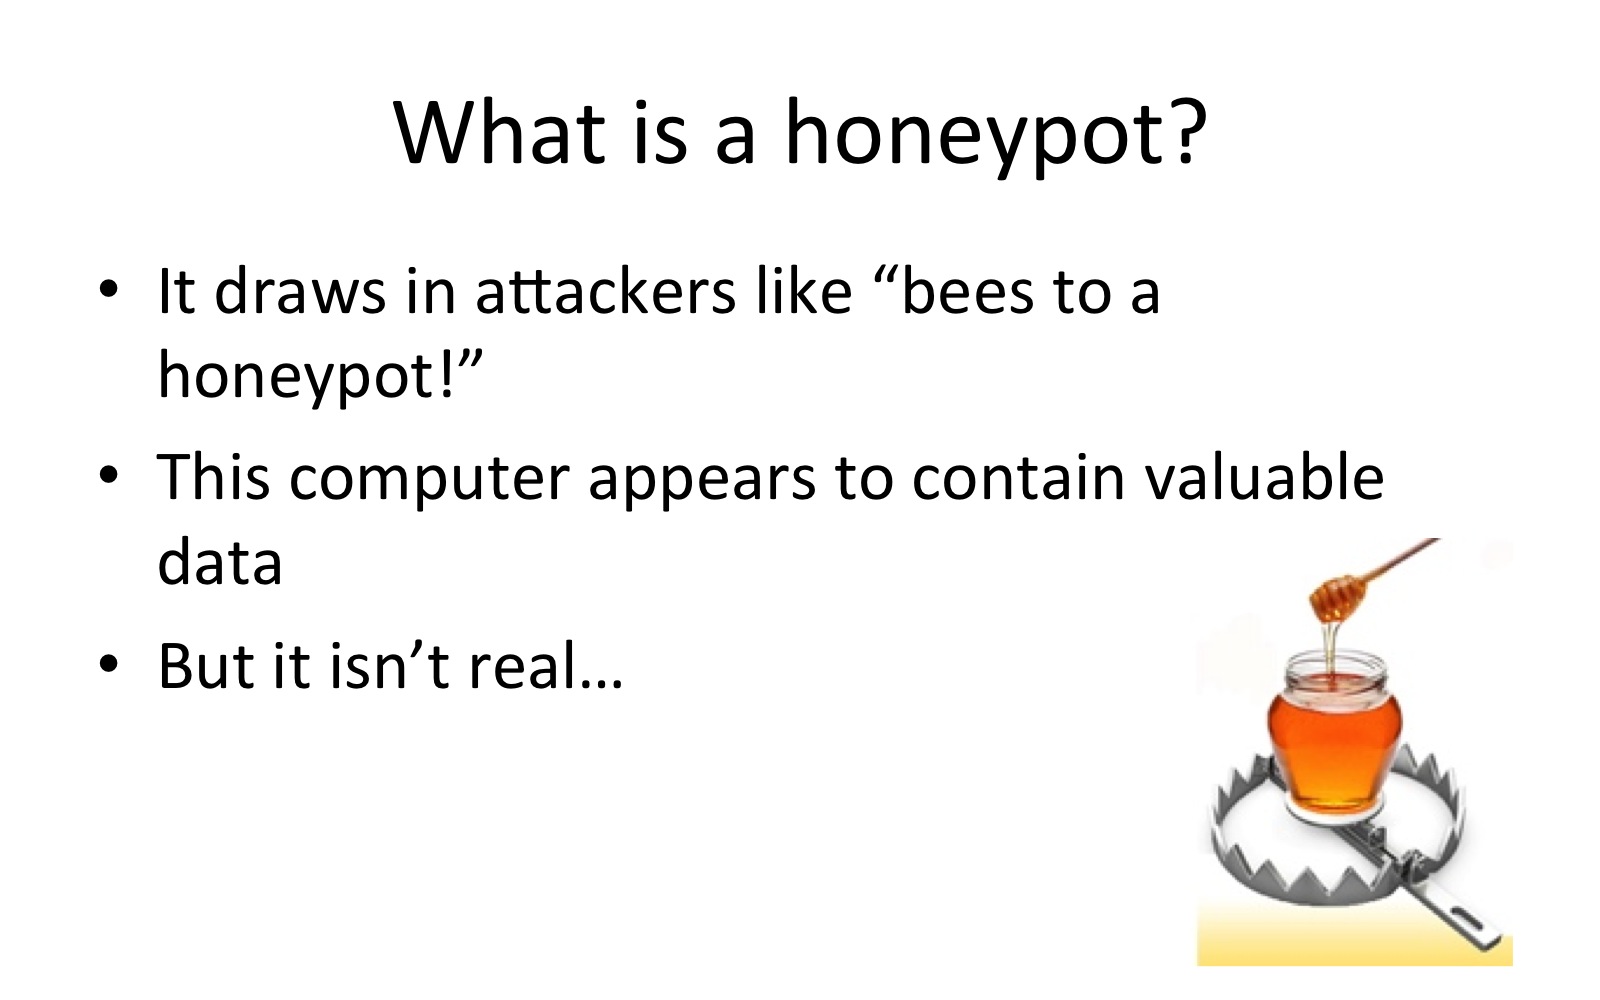 What is a honeypot?
• It draws in attackers like “bees to a
honeypot!”
• This computer appears to contain valuable
data
• But it isn’t real…